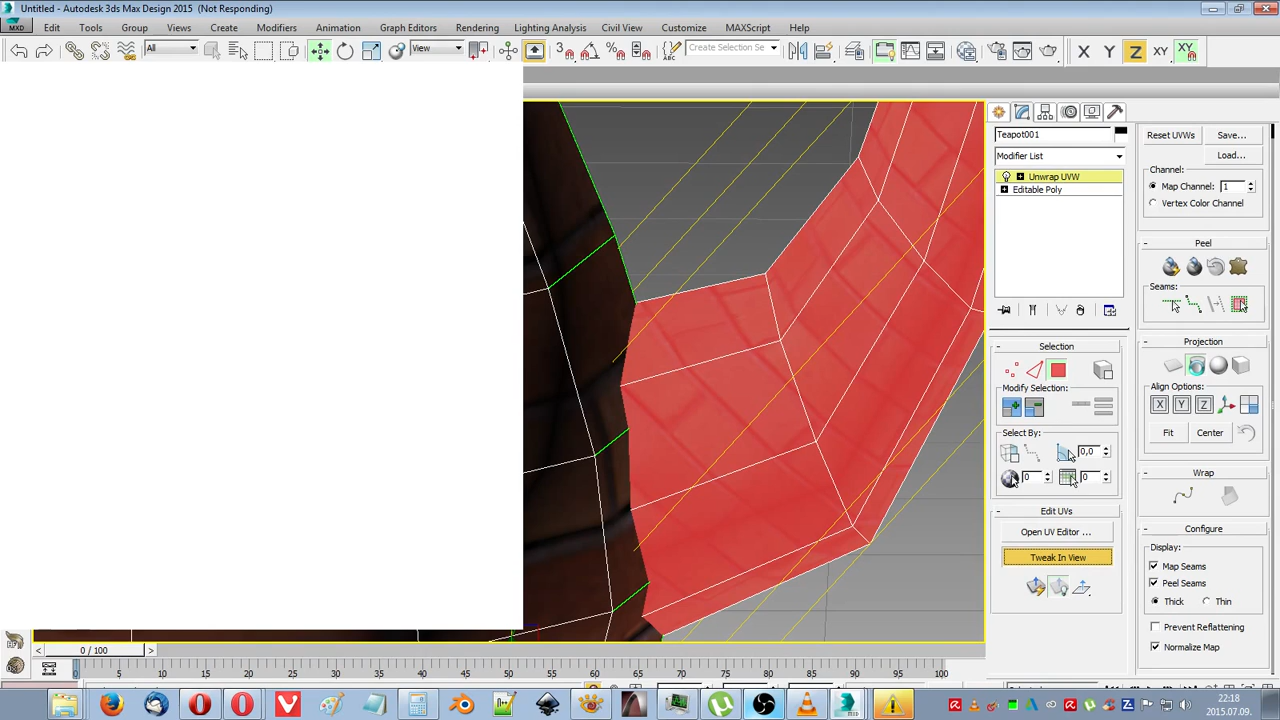 Untitled - Autodesk 3ds Max Design 2015 (Not Responding)
MXD
Edit Tools Group Views Create Modifiers Animation Graph Editors Rendering Lighting Analysis Civil View Customize MAXScript Help
All View 3 Create Selection Se X Y Z XY XY
Teapot001
Modifier List
Unwrap UVW
Editable Poly
Reset UVWs Save...
Load...
Channel:
Map Channel: 1
Vertex Color Channel
Peel
Seams:
Selection
Modify Selection:
Select By:
0,0
0 0
Projection
Align Options:
X Y Z
Fit Center
Wrap
Edit UVs
Open UV Editor ...
Tweak In View
Configure
Display:
Map Seams
Peel Seams
Thick Thin
Prevent Reflattening
Normalize Map
< 0 / 100 >
5 10 15 20 25 30 35 40 45 50 55 60 65 70 75 80 85 90 95 100
22:18
2015.07.09.